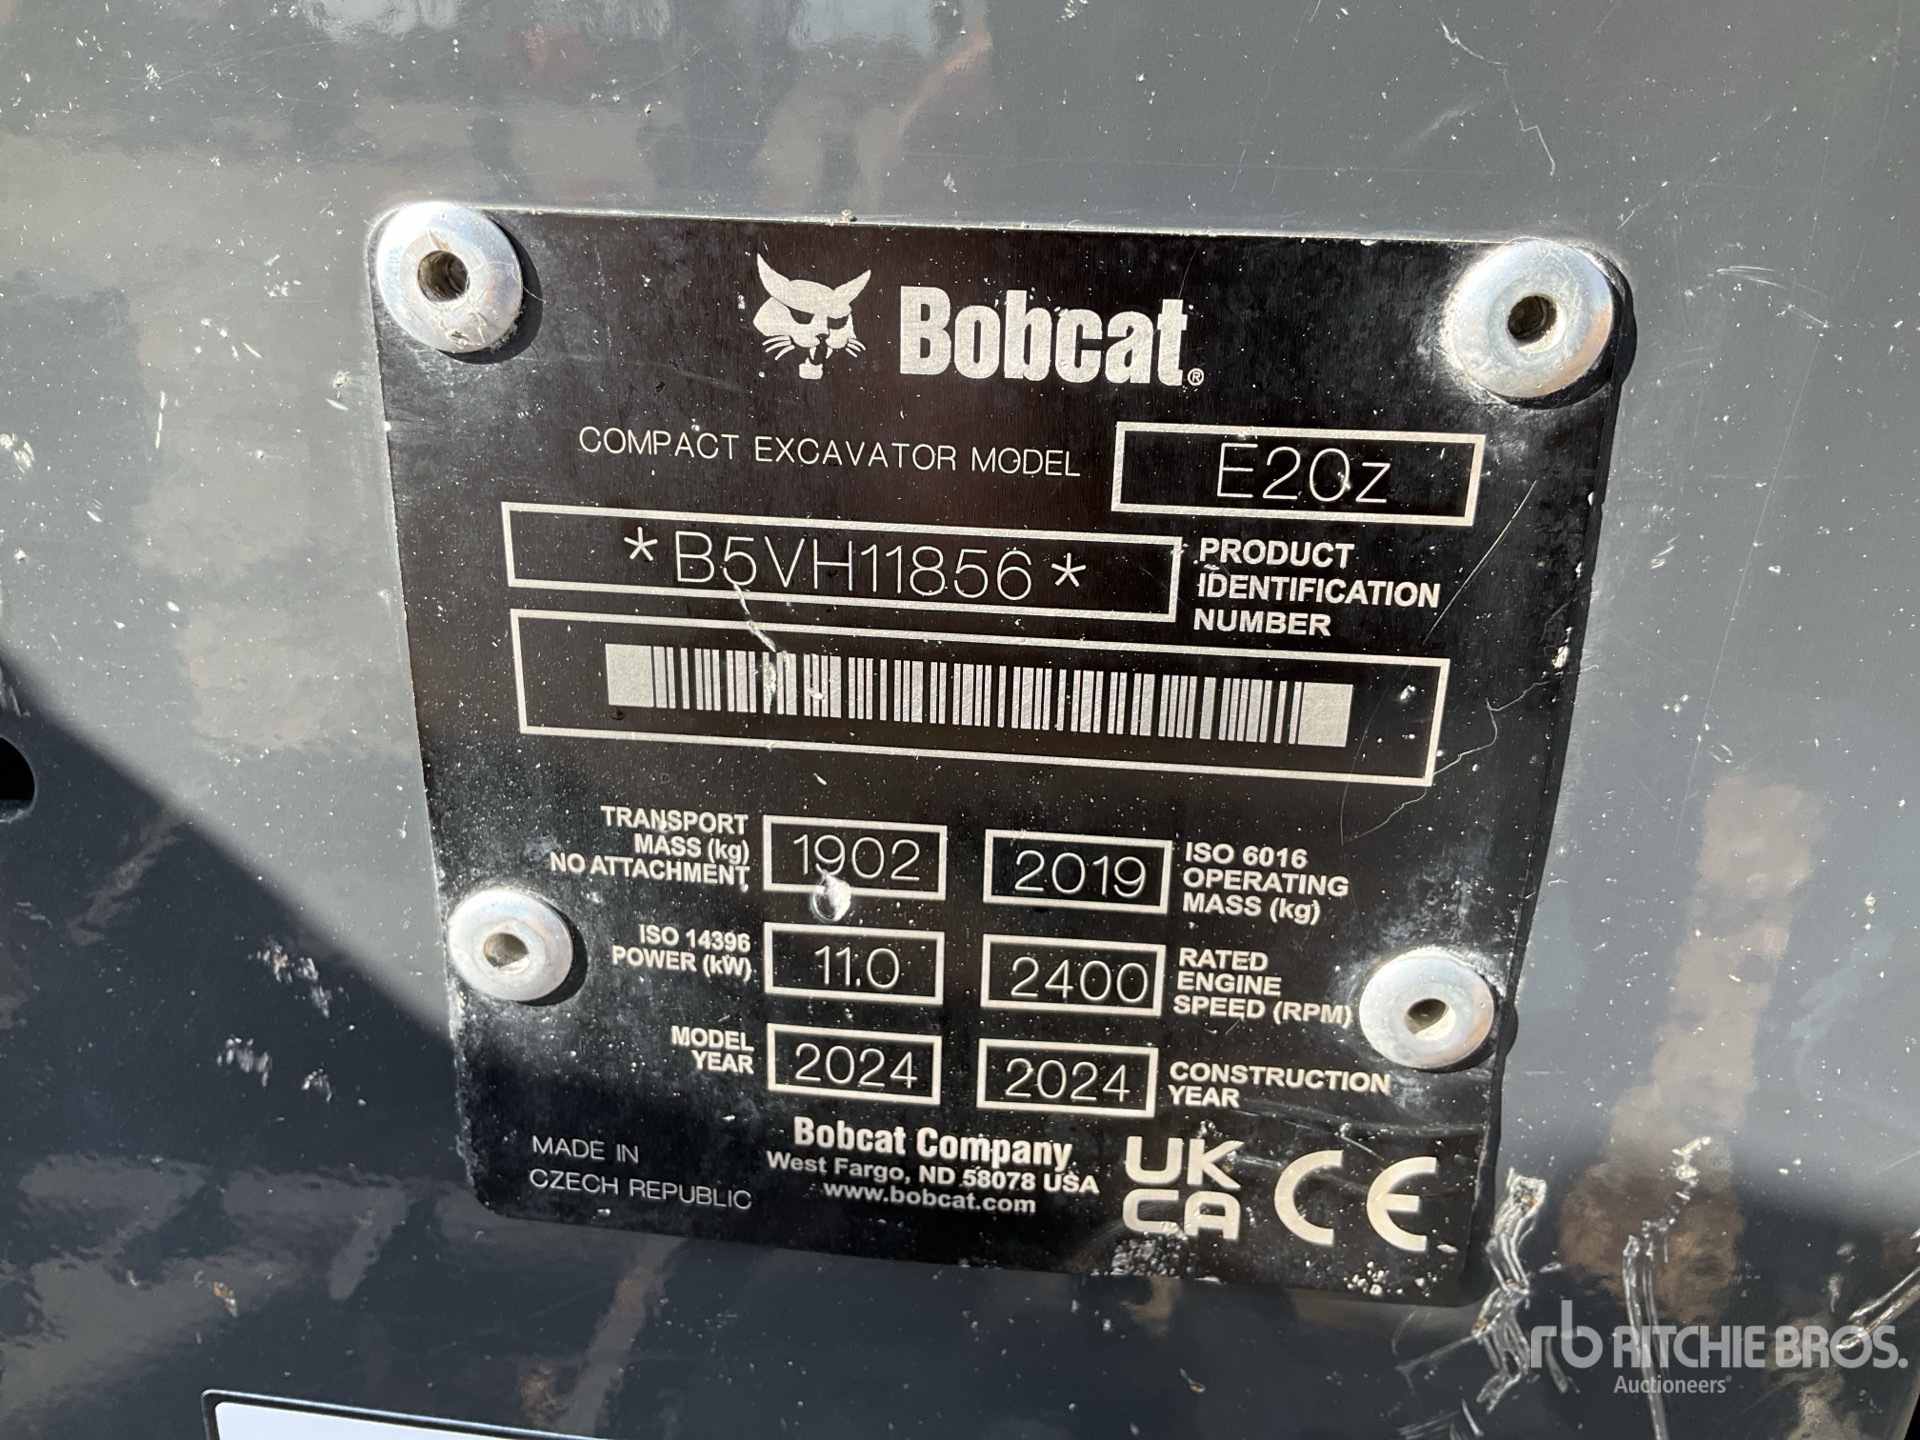 Bobcat®
COMPACT EXCAVATOR MODEL E20z
*B5VH11856*
PRODUCT
IDENTIFICATION
NUMBER
TRANSPORT
MASS (kg)
NO ATTACHMENT
1902
2019
ISO 6016
OPERATING
MASS (kg)
ISO 14396
POWER (kW)
11.0
2400
RATED
ENGINE
SPEED (RPM)
MODEL
YEAR
2024
2024
CONSTRUCTION
YEAR
MADE IN
CZECH REPUBLIC
Bobcat Company
West Fargo, ND 58078 USA
www.bobcat.com
UK
CA
CE
rb RITCHIE BROS.
Auctioneers®